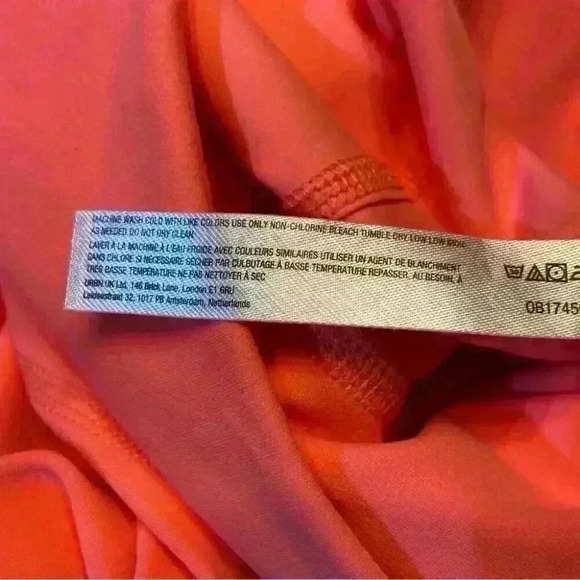 MACHINE WASH COLD WITH LIKE COLORS USE ONLY NON-CHLORINE BLEACH TUMBLE DRY LOW LOW IRON
AS NEEDED DO NOT DRY CLEAN
LAVER À LA MACHINE À L'EAU FROIDE AVEC COULEURS SIMILAIRES UTILISER UN AGENT DE BLANCHIMENT
SANS CHLORE SI NÉCESSAIRE SÉCHER PAR CULBUTAGE À BASSE TEMPÉRATURE REPASSER, AU BESOIN, À
TRÈS BASSE TEMPÉRATURE NE PAS NETTOYER À SEC
URBN UK Ltd, 146 Brick Lane, London E1 6RU
Leidsestraat 32, 1017 PB Amsterdam, Netherlands
0B1745